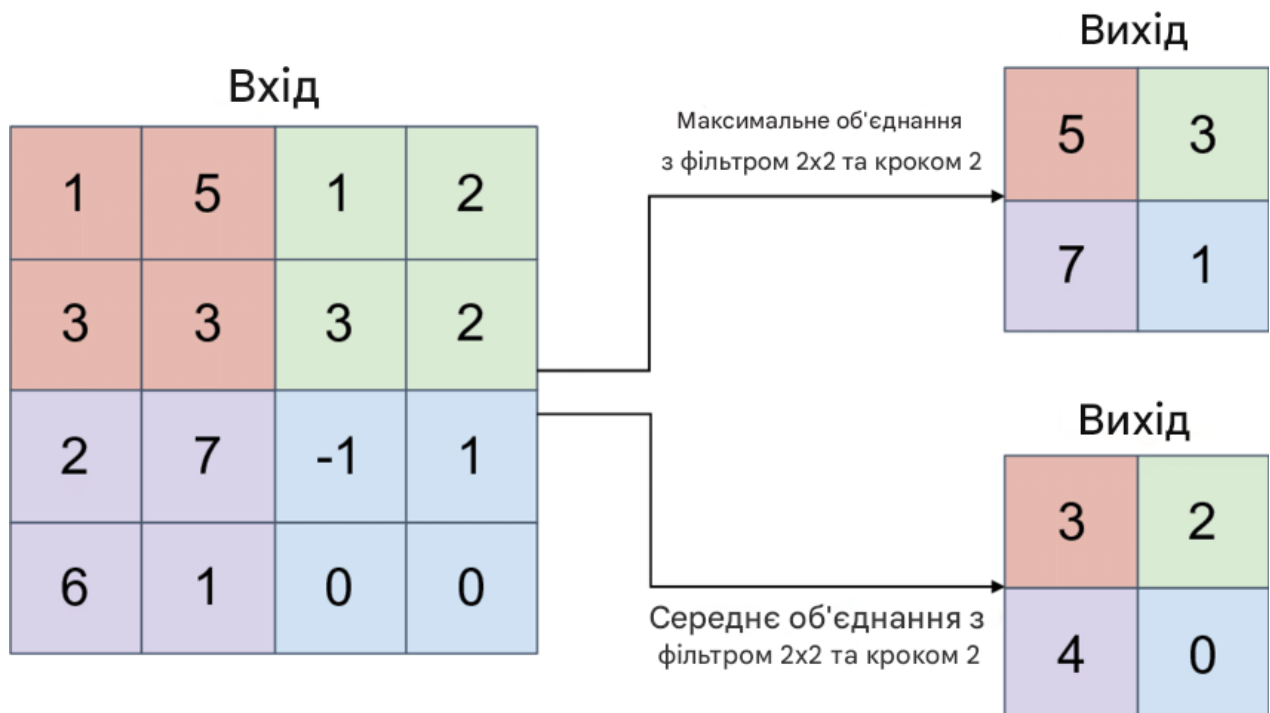 Вхід
1 5 1 2
3 3 3 2
2 7 -1 1
6 1 0 0
Максимальне об'єднання
з фільтром 2x2 та кроком 2
Вихід
5 3
7 1
Середнє об'єднання з
фільтром 2x2 та кроком 2
Вихід
3 2
4 0